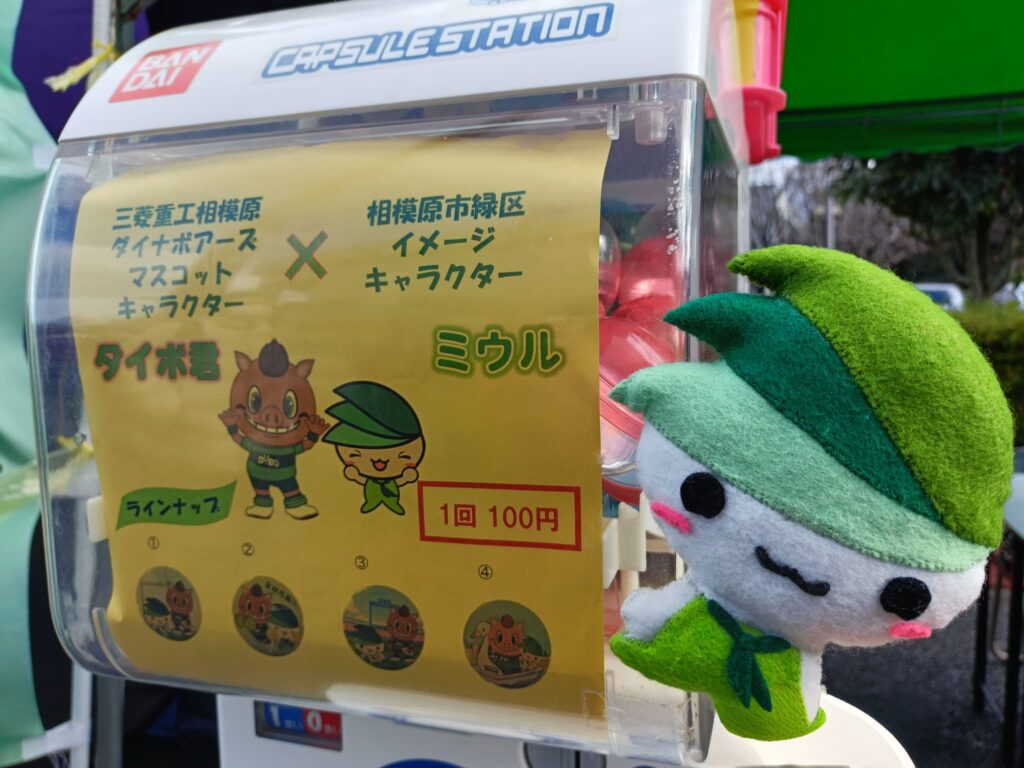 BAN
DAI
CAPSULE STATION
三菱重工相模原
ダイナボアーズ
マスコット
キャラクター
×
相模原市緑区
イメージ
キャラクター
ダイボ君
ミウル
ラインナップ
1回 100円
① ② ③ ④